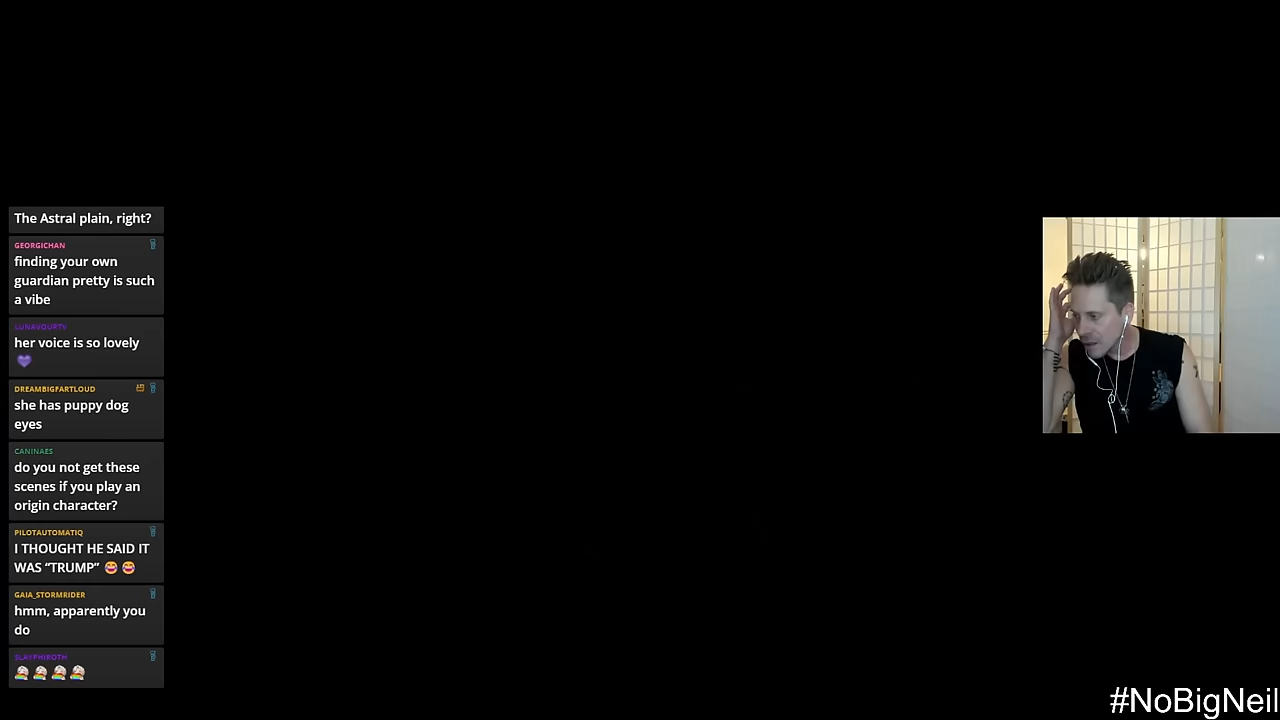 The Astral plain, right?
GEORGICHAN
finding your own
guardian pretty is such
a vibe
LUNAVOURTV
her voice is so lovely
DREAMBIGFARTLOUD
she has puppy dog
eyes
CANINAES
do you not get these
scenes if you play an
origin character?
PILOTAUTOMATIQ
I THOUGHT HE SAID IT
WAS “TRUMP”
GAIA_STORMRIDER
hmm, apparently you
do
SLAYPHIROTH
#NoBigNeil